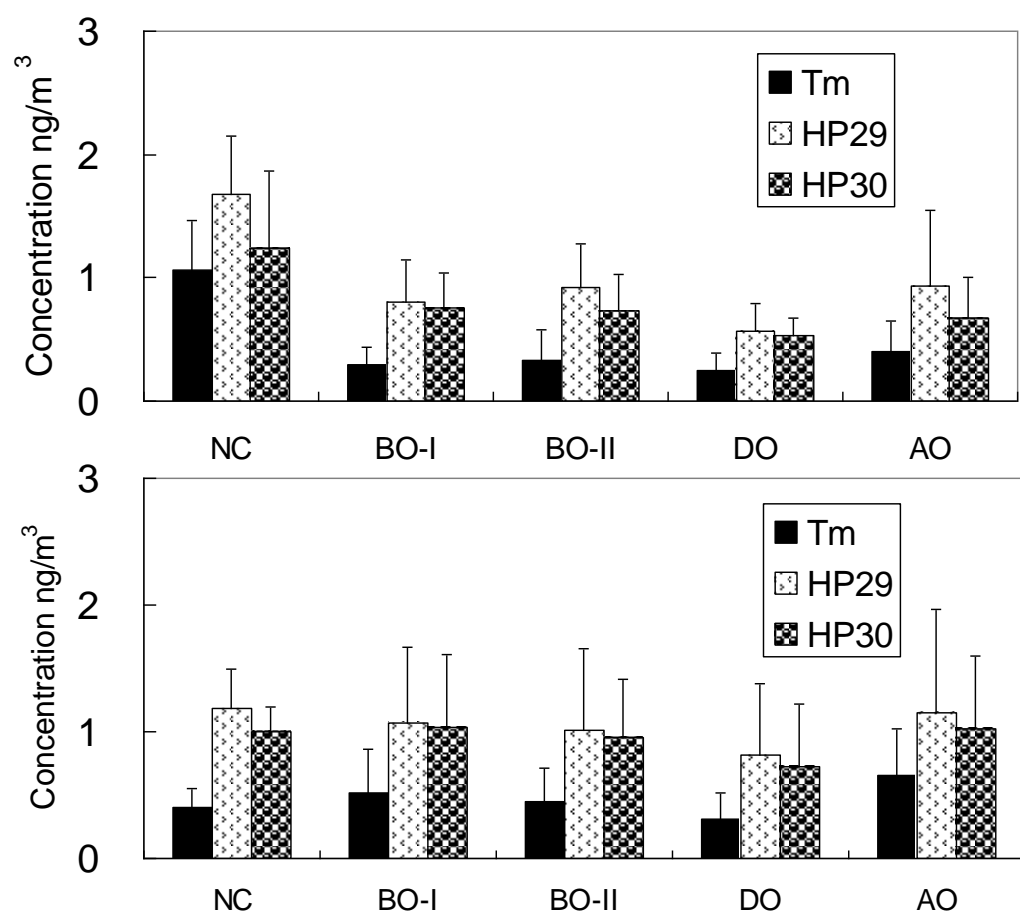 3
Concentration ng/m³
2
1
0
Tm
HP29
HP30
NC BO-I BO-II DO AO
3
Concentration ng/m³
2
1
0
Tm
HP29
HP30
NC BO-I BO-II DO AO